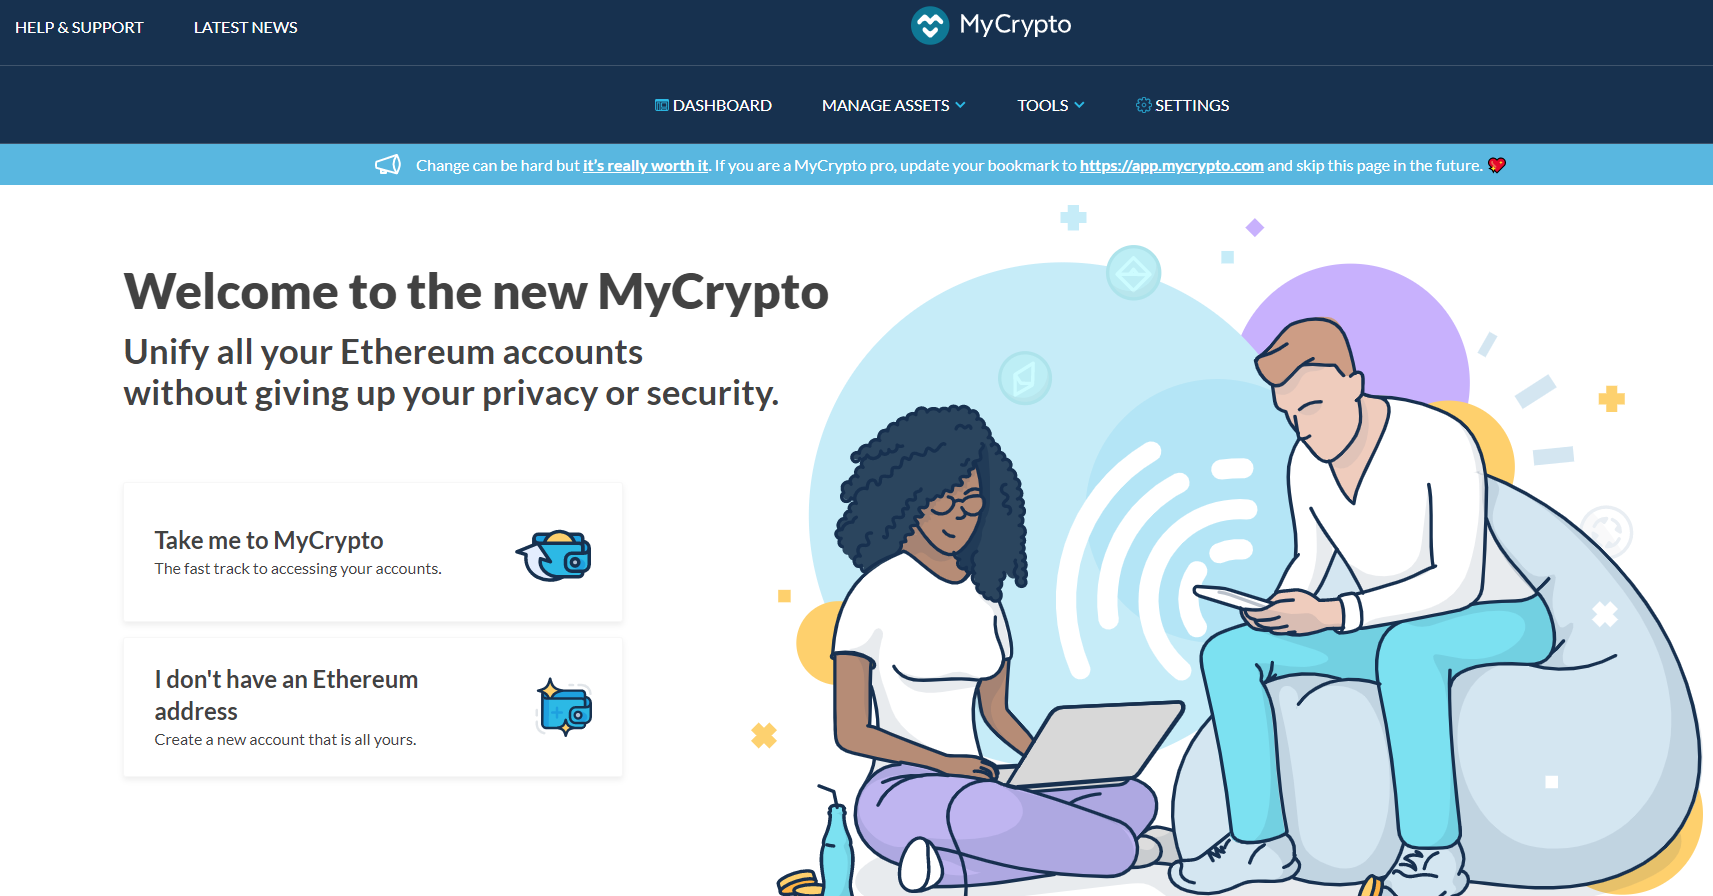 HELP & SUPPORT
LATEST NEWS
MyCrypto
DASHBOARD
MANAGE ASSETS
TOOLS
SETTINGS
Change can be hard but it's really worth it. If you are a MyCrypto pro, update your bookmark to https://app.mycrypto.com and skip this page in the future.
Welcome to the new MyCrypto
Unify all your Ethereum accounts
without giving up your privacy or security.
Take me to MyCrypto
The fast track to accessing your accounts.
I don't have an Ethereum
address
Create a new account that is all yours.